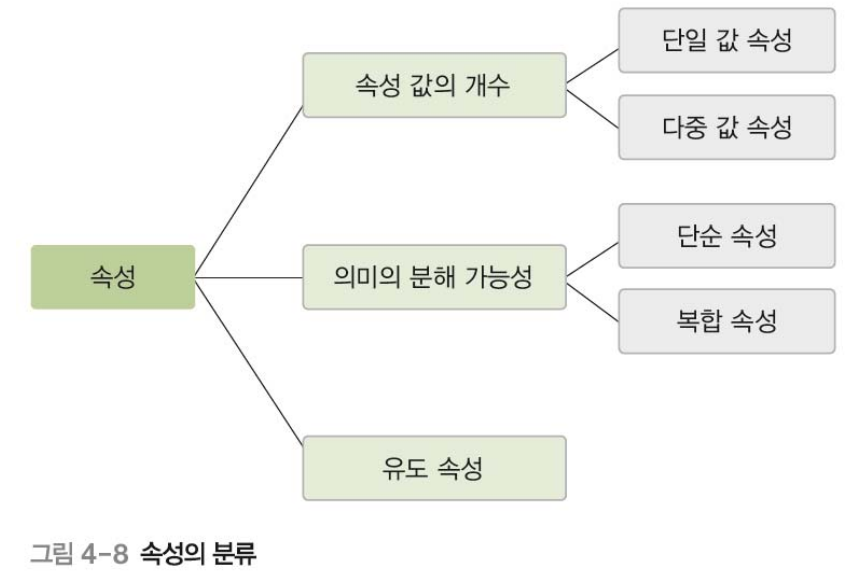 속성
속성 값의 개수
단일 값 속성
다중 값 속성
의미의 분해 가능성
단순 속성
복합 속성
유도 속성
그림 4-8 속성의 분류